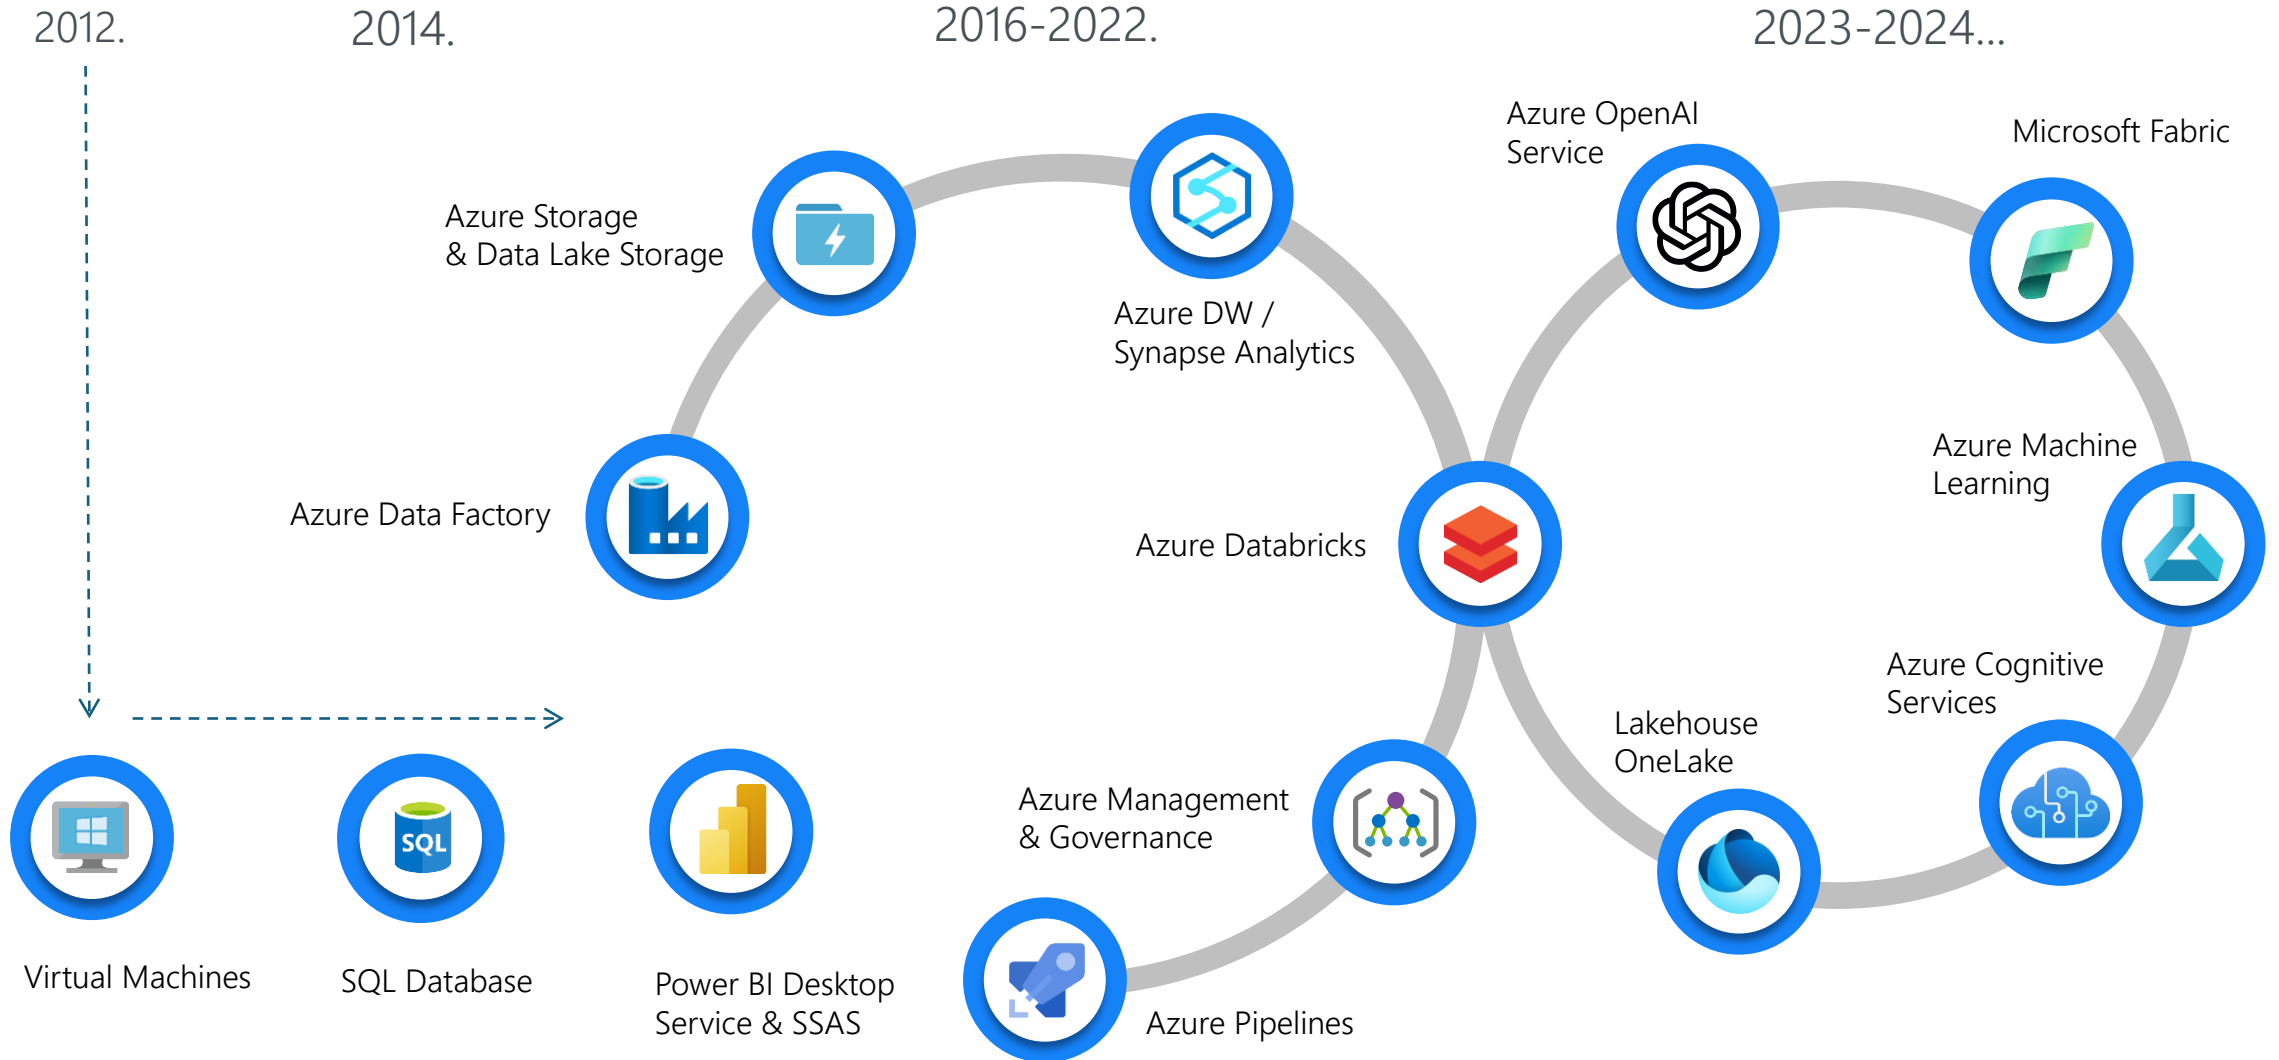 2012.
2014.
2016-2022.
2023-2024...
Azure OpenAI
Service
Microsoft Fabric
Azure Storage
& Data Lake Storage
Azure DW /
Synapse Analytics
Azure Machine
Learning
Azure Data Factory
Azure Databricks
Azure Cognitive
Services
Lakehouse
OneLake
Azure Management
& Governance
SQL
Virtual Machines
SQL Database
Power BI Desktop
Service & SSAS
Azure Pipelines